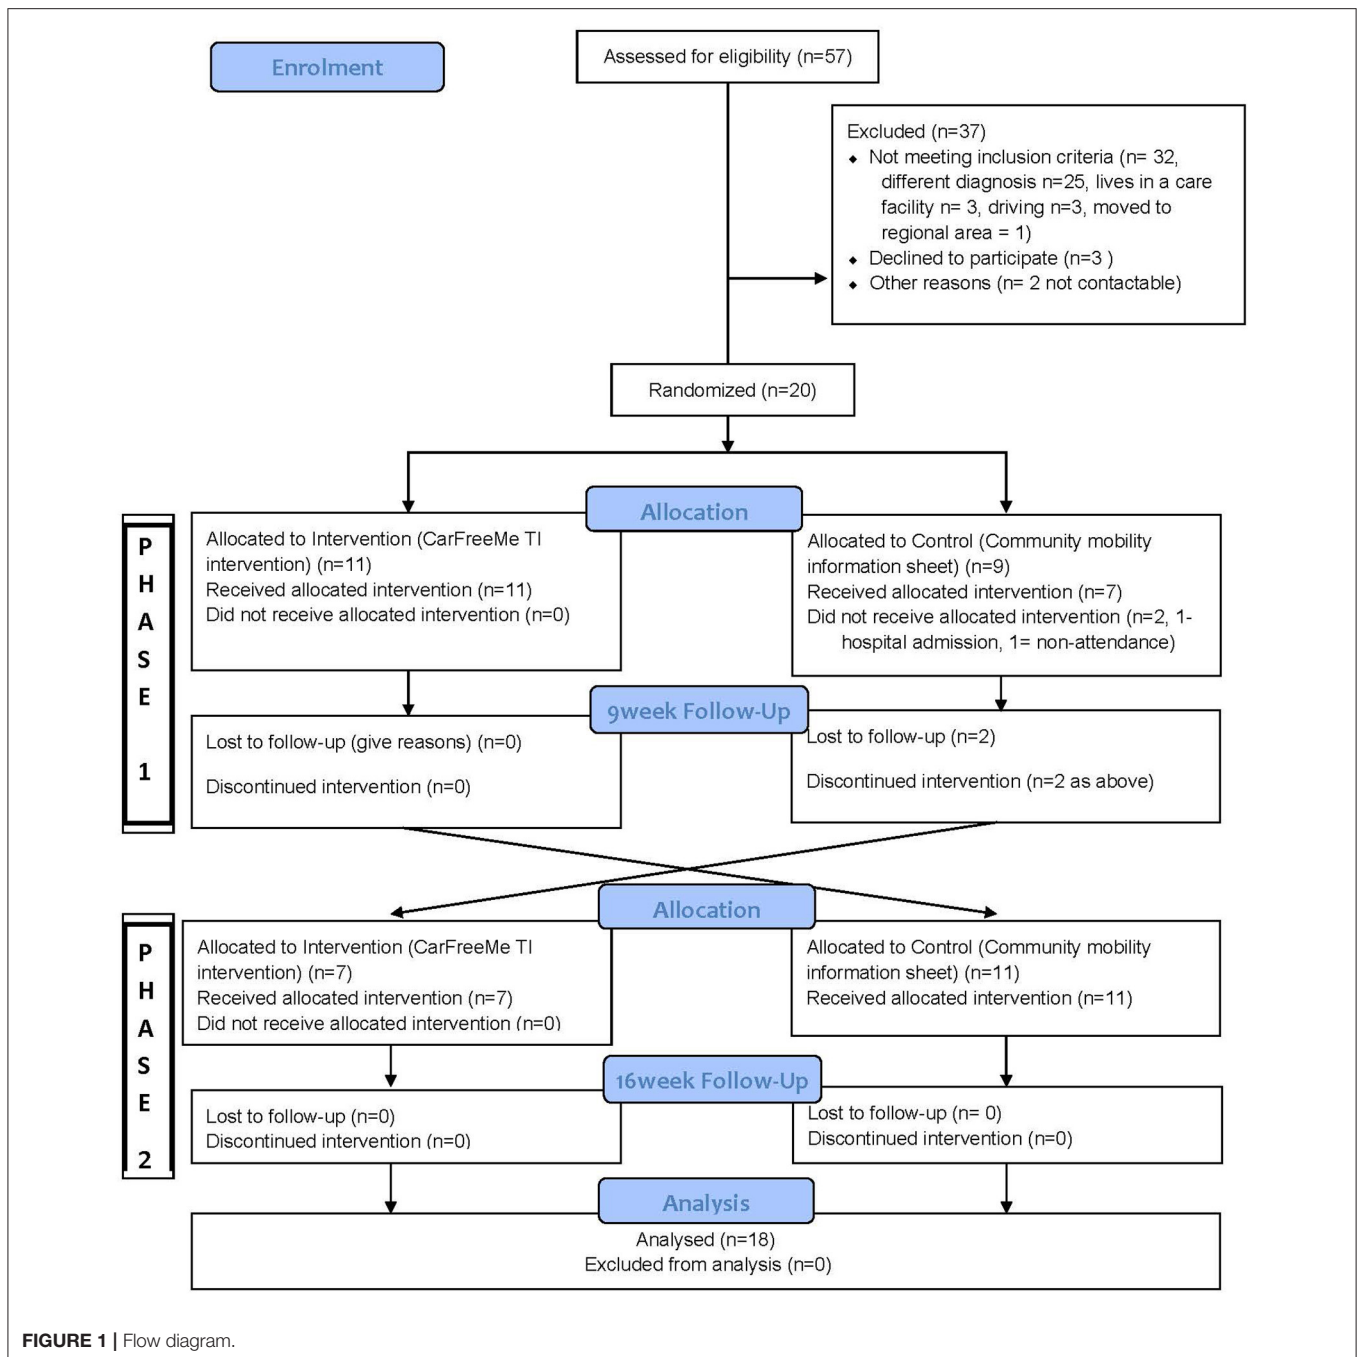 Enrolment
Assessed for eligibility (n=57)
Excluded (n=37)
⬥ Not meeting inclusion criteria (n= 32,
different diagnosis n=25, lives in a care
facility n= 3, driving n=3, moved to
regional area = 1)
⬥ Declined to participate (n=3 )
⬥ Other reasons (n= 2 not contactable)
Randomized (n=20)
PHASE 1
Allocation
Allocated to Intervention (CarFreeMe TI
intervention) (n=11)
Received allocated intervention (n=11)
Did not receive allocated intervention (n=0)
Allocated to Control (Community mobility
information sheet) (n=9)
Received allocated intervention (n=7)
Did not receive allocated intervention (n=2, 1-
hospital admission, 1= non-attendance)
9week Follow-Up
Lost to follow-up (give reasons) (n=0)
Discontinued intervention (n=0)
Lost to follow-up (n=2)
Discontinued intervention (n=2 as above)
PHASE 2
Allocation
Allocated to Intervention (CarFreeMe TI
intervention) (n=7)
Received allocated intervention (n=7)
Did not receive allocated intervention (n=0)
Allocated to Control (Community mobility
information sheet) (n=11)
Received allocated intervention (n=11)
16week Follow-Up
Lost to follow-up (n=0)
Discontinued intervention (n=0)
Lost to follow-up (n= 0)
Discontinued intervention (n=0)
Analysis
Analysed (n=18)
Excluded from analysis (n=0)
FIGURE 1 | Flow diagram.